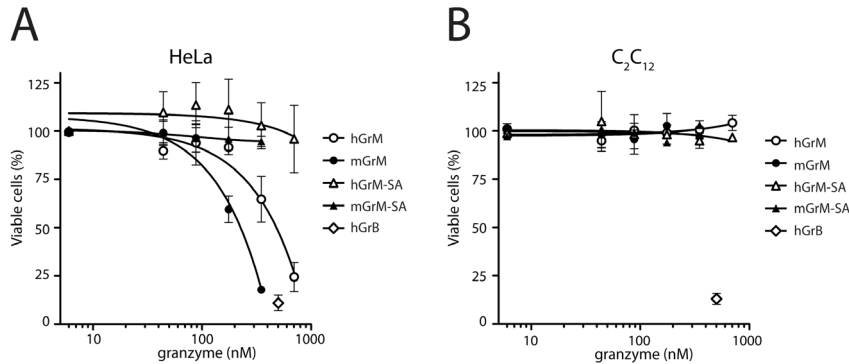 A
HeLa
Viable cells (%)
125
100
75
50
25
0
10
100
1000
granzyme (nM)
hGrM
mGrM
hGrM-SA
mGrM-SA
hGrB
B
C₂C₁₂
Viable cells (%)
125
100
75
50
25
0
10
100
1000
granzyme (nM)
hGrM
mGrM
hGrM-SA
mGrM-SA
hGrB